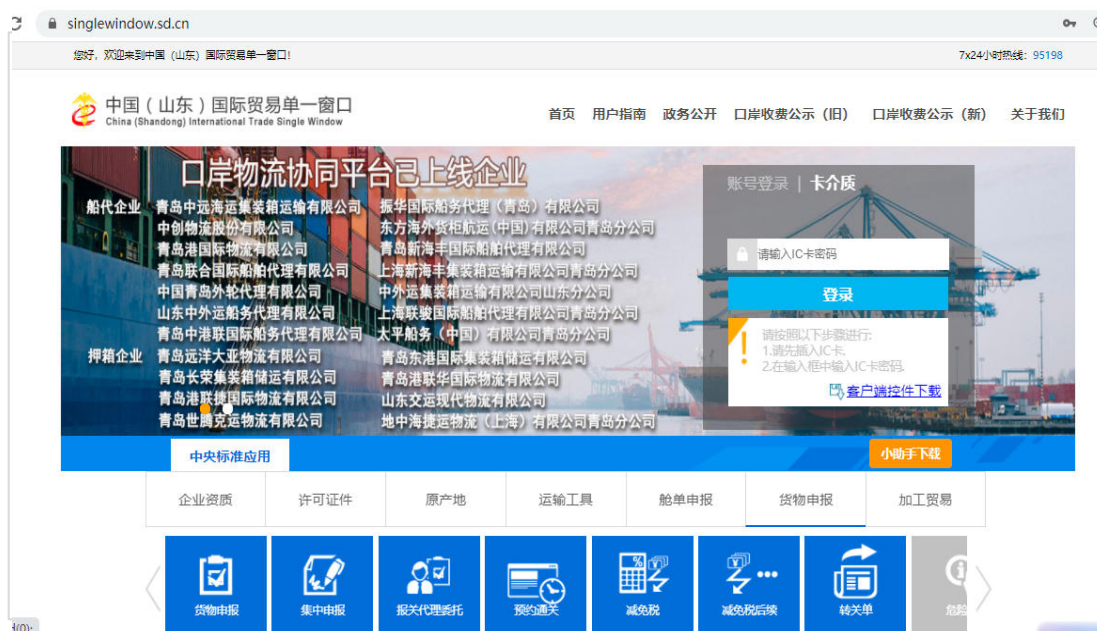 singlewindow.sd.cn
您好，欢迎来到中国（山东）国际贸易单一窗口！
7x24小时热线：95198
中国（山东）国际贸易单一窗口
China (Shandong) International Trade Single Window
首页 用户指南 政务公开 口岸收费公示（旧） 口岸收费公示（新） 关于我们
口岸物流协同平台已上线企业
船代企业 青岛中远海运集装箱运输有限公司 振华国际船务代理（青岛）有限公司
中创物流股份有限公司 东方海外货柜航运(中国)有限公司青岛分公司
青岛港国际物流有限公司 青岛新海丰国际船舶代理有限公司
青岛联合国际船舶代理有限公司 上海新海丰集装箱运输有限公司青岛分公司
中国青岛外轮代理有限公司 中外运集装箱运输有限公司山东分公司
山东中外运船务代理有限公司 上海联骏国际船舶代理有限公司青岛分公司
青岛中港联国际船务代理有限公司 太平船务（中国）有限公司青岛分公司
押箱企业 青岛远洋大亚物流有限公司 青岛东港国际集装箱储运有限公司
青岛长荣集装箱储运有限公司 青岛港联华国际物流有限公司
青岛港联捷国际物流有限公司 山东交运现代物流有限公司
青岛世腾克运物流有限公司 地中海捷运物流（上海）有限公司青岛分公司
账号登录 | 卡介质
请输入IC卡密码
登录
请按照以下步骤进行:
1.请先插入IC卡.
2.在输入框中输入IC卡密码.
客户端控件下载
中央标准应用
小助手下载
企业资质 许可证件 原产地 运输工具 舱单申报 货物申报 加工贸易
货物申报 集中申报 报关代理委托 预约通关 减免税 减免税后续 转关单 危险